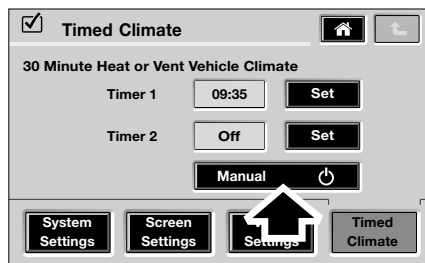 Timed Climate
30 Minute Heat or Vent Vehicle Climate
Timer 1 09:35 Set
Timer 2 Off Set
Manual
System Settings
Screen Settings
Settings
Timed Climate